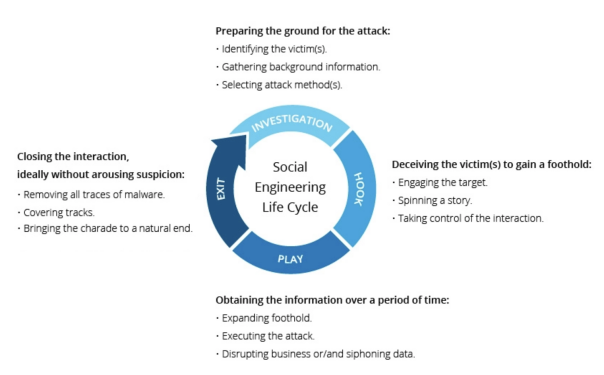 Preparing the ground for the attack:
· Identifying the victim(s).
· Gathering background information.
· Selecting attack method(s).
INVESTIGATION
Closing the interaction,
ideally without arousing suspicion:
· Removing all traces of malware.
· Covering tracks.
· Bringing the charade to a natural end.
EXIT
Social
Engineering
Life Cycle
HOOK
Deceiving the victim(s) to gain a foothold:
· Engaging the target.
· Spinning a story.
· Taking control of the interaction.
PLAY
Obtaining the information over a period of time:
· Expanding foothold.
· Executing the attack.
· Disrupting business or/and siphoning data.